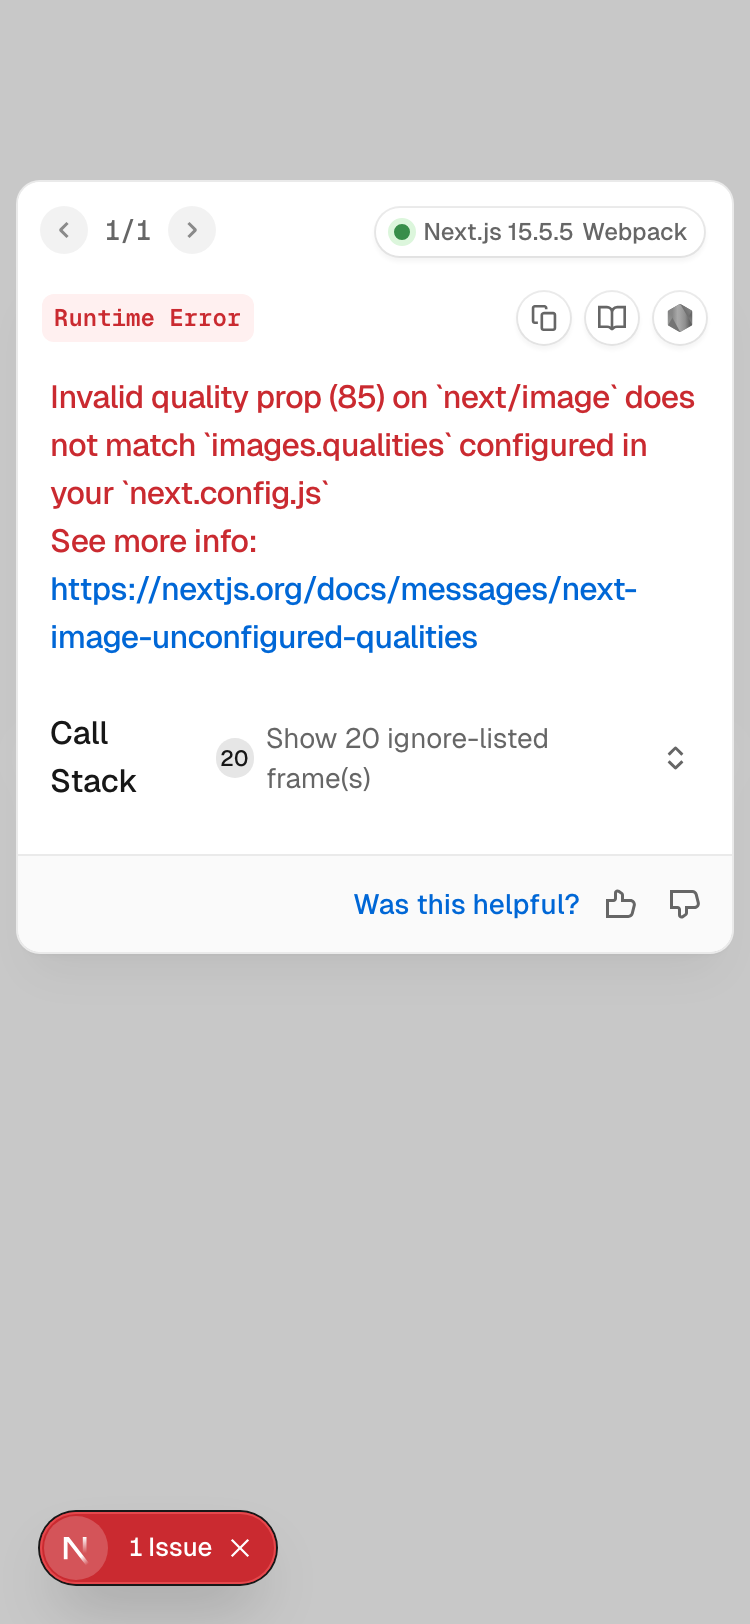 1/1
Next.js 15.5.5 Webpack
Runtime Error
Invalid quality prop (85) on `next/image` does
not match `images.qualities` configured in
your `next.config.js`
See more info:
https://nextjs.org/docs/messages/next-
image-unconfigured-qualities
Call
Stack
20
Show 20 ignore-listed
frame(s)
Was this helpful?
N
1 Issue